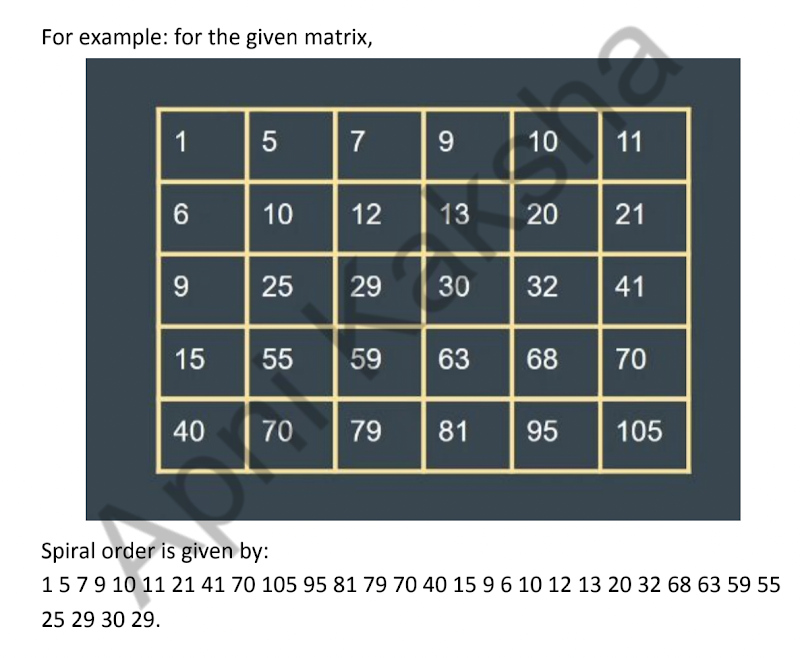 For example: for the given matrix,
1 5 7 9 10 11
6 10 12 13 20 21
9 25 29 30 32 41
15 55 59 63 68 70
40 70 79 81 95 105
Apni Kaksha
Spiral order is given by:
1 5 7 9 10 11 21 41 70 105 95 81 79 70 40 15 9 6 10 12 13 20 32 68 63 59 55
25 29 30 29.